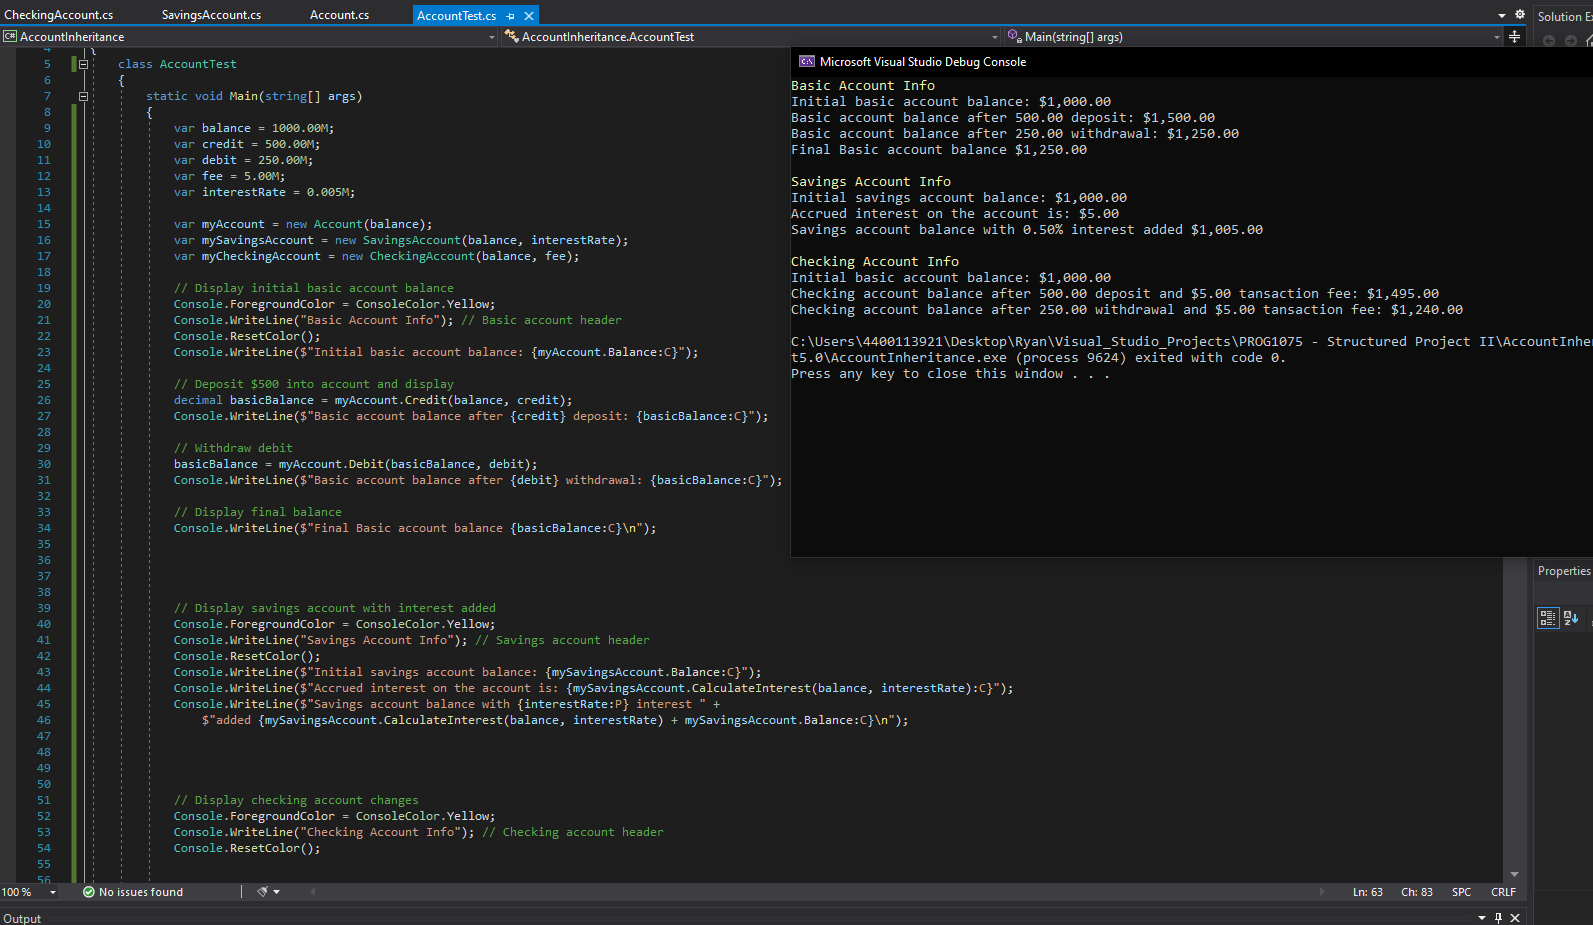 CheckingAccount.cs SavingsAccount.cs Account.cs AccountTest.cs
Solution Ex
C# AccountInheritance AccountInheritance.AccountTest Main(string[] args)
4 {
5 class AccountTest
6 {
7 static void Main(string[] args)
8 {
9 var balance = 1000.00M;
10 var credit = 500.00M;
11 var debit = 250.00M;
12 var fee = 5.00M;
13 var interestRate = 0.005M;
14
15 var myAccount = new Account(balance);
16 var mySavingsAccount = new SavingsAccount(balance, interestRate);
17 var myCheckingAccount = new CheckingAccount(balance, fee);
18
19 // Display initial basic account balance
20 Console.ForegroundColor = ConsoleColor.Yellow;
21 Console.WriteLine("Basic Account Info"); // Basic account header
22 Console.ResetColor();
23 Console.WriteLine($"Initial basic account balance: {myAccount.Balance:C}");
24
25 // Deposit $500 into account and display
26 decimal basicBalance = myAccount.Credit(balance, credit);
27 Console.WriteLine($"Basic account balance after {credit} deposit: {basicBalance:C}");
28
29 // Withdraw debit
30 basicBalance = myAccount.Debit(basicBalance, debit);
31 Console.WriteLine($"Basic account balance after {debit} withdrawal: {basicBalance:C}");
32
33 // Display final balance
34 Console.WriteLine($"Final Basic account balance {basicBalance:C}\n");
35
36
37
38
39 // Display savings account with interest added
40 Console.ForegroundColor = ConsoleColor.Yellow;
41 Console.WriteLine("Savings Account Info"); // Savings account header
42 Console.ResetColor();
43 Console.WriteLine($"Initial savings account balance: {mySavingsAccount.Balance:C}");
44 Console.WriteLine($"Accrued interest on the account is: {mySavingsAccount.CalculateInterest(balance, interestRate):C}");
45 Console.WriteLine($"Savings account balance with {interestRate:P} interest " +
46 $"added {mySavingsAccount.CalculateInterest(balance, interestRate) + mySavingsAccount.Balance:C}\n");
47
48
49
50
51 // Display checking account changes
52 Console.ForegroundColor = ConsoleColor.Yellow;
53 Console.WriteLine("Checking Account Info"); // Checking account header
54 Console.ResetColor();
55
56
C:\ Microsoft Visual Studio Debug Console
Basic Account Info
Initial basic account balance: $1,000.00
Basic account balance after 500.00 deposit: $1,500.00
Basic account balance after 250.00 withdrawal: $1,250.00
Final Basic account balance $1,250.00
Savings Account Info
Initial savings account balance: $1,000.00
Accrued interest on the account is: $5.00
Savings account balance with 0.50% interest added $1,005.00
Checking Account Info
Initial basic account balance: $1,000.00
Checking account balance after 500.00 deposit and $5.00 tansaction fee: $1,495.00
Checking account balance after 250.00 withdrawal and $5.00 tansaction fee: $1,240.00
C:\Users\4400113921\Desktop\Ryan\Visual_Studio_Projects\PROG1075 - Structured Project II\AccountInher
t5.0\AccountInheritance.exe (process 9624) exited with code 0.
Press any key to close this window . . .
Properties
100 % No issues found Ln: 63 Ch: 83 SPC CRLF
Output